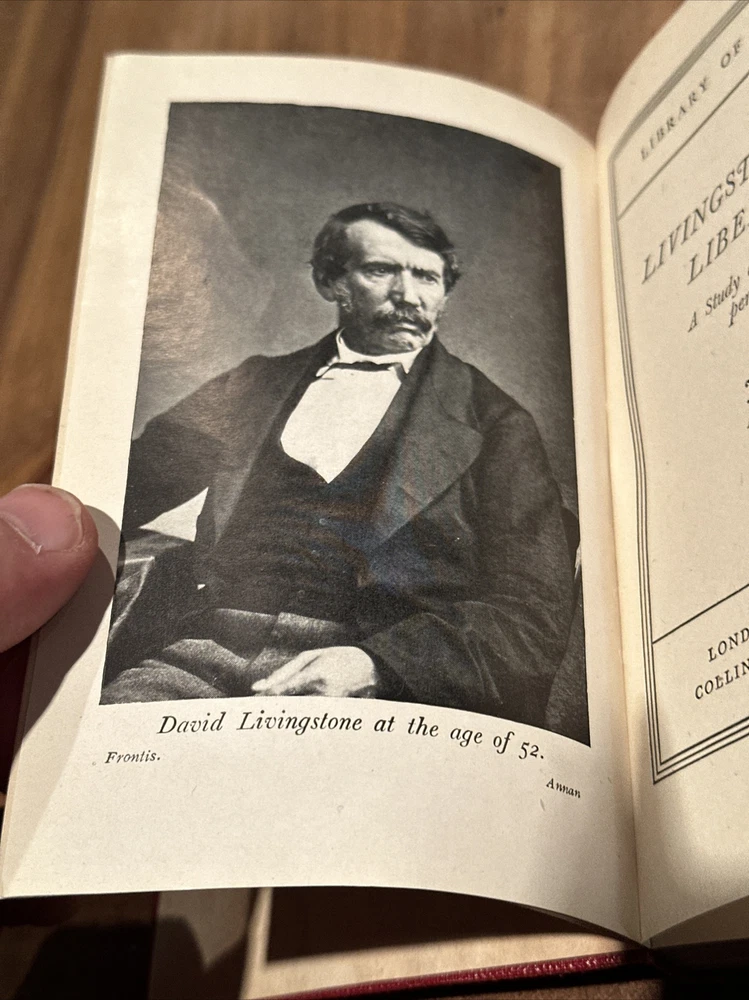 David Livingstone at the age of 52.
Frontis.
Annan
LIBRARY OF
LIVINGST
LIBE
A Study
per
LOND
COLLIN